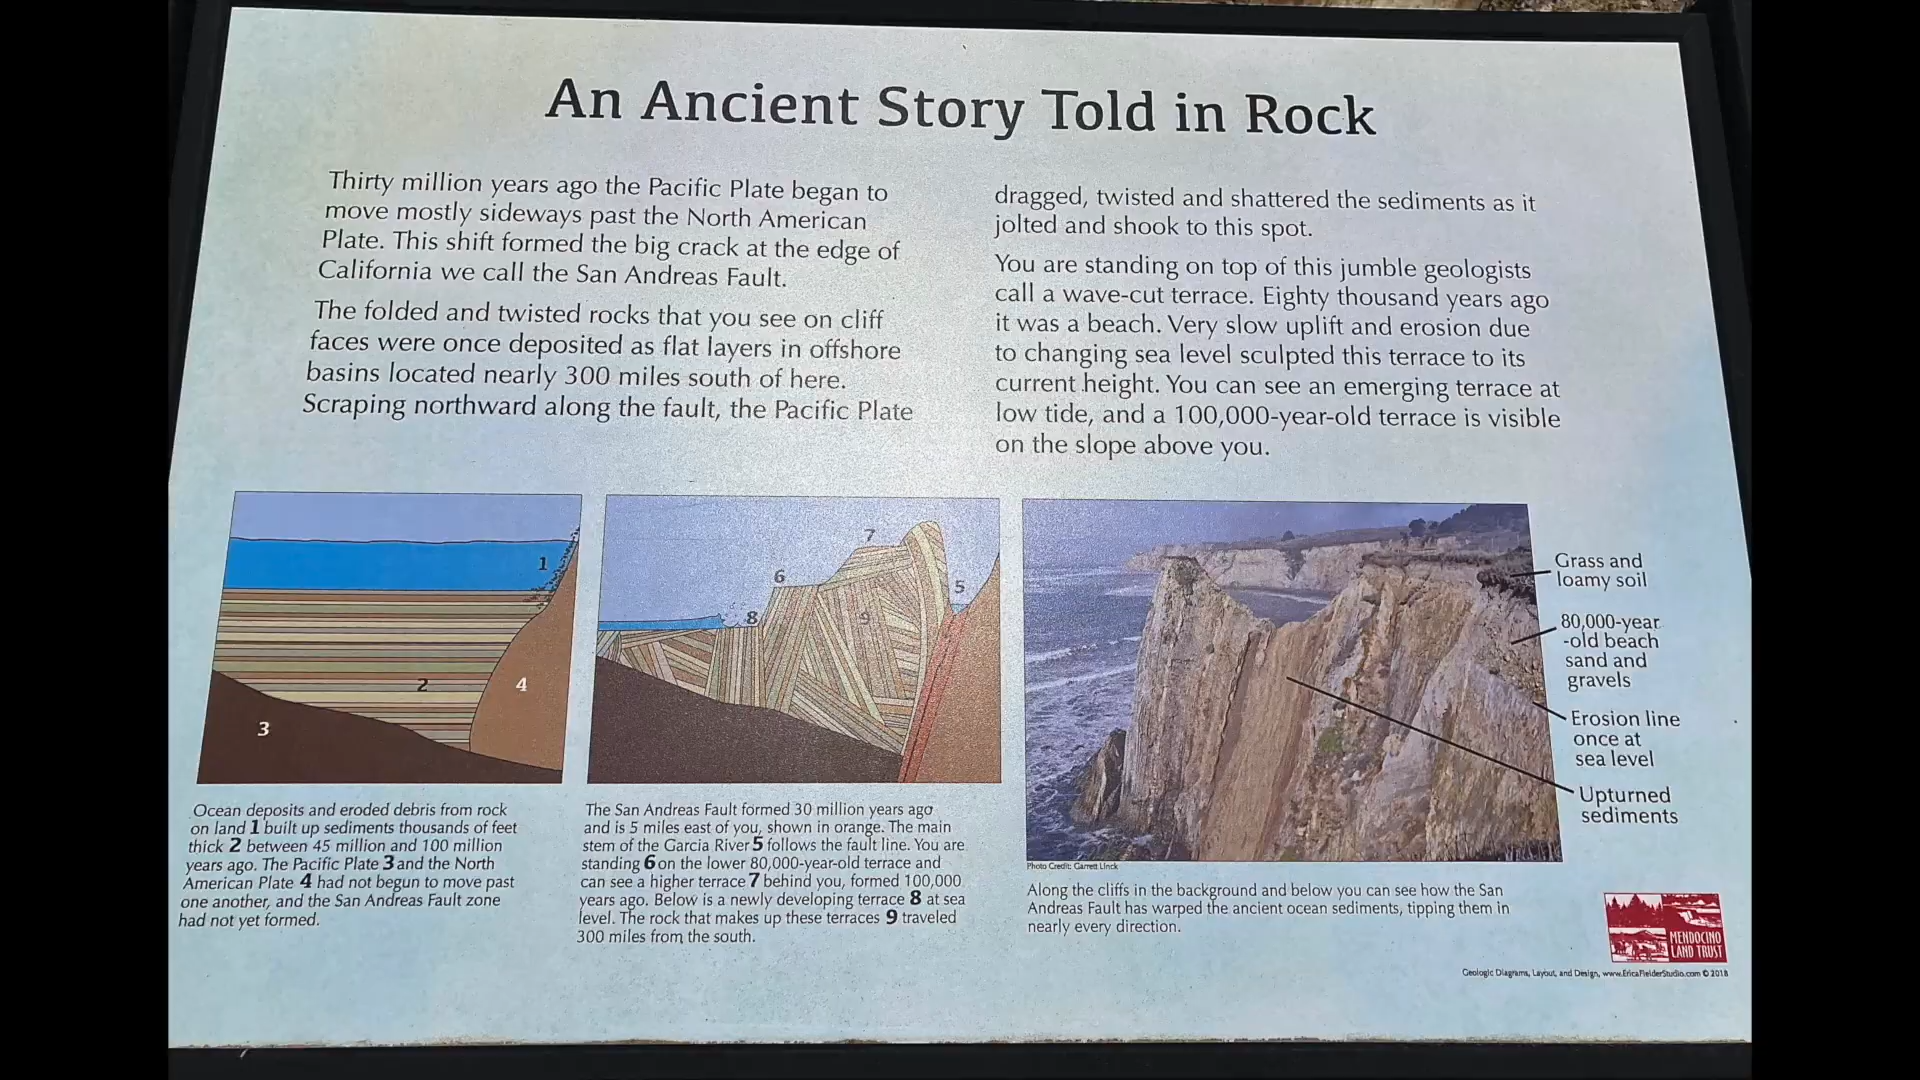 An Ancient Story Told in Rock
Thirty million years ago the Pacific Plate began to
move mostly sideways past the North American
Plate. This shift formed the big crack at the edge of
California we call the San Andreas Fault.
The folded and twisted rocks that you see on cliff
faces were once deposited as flat layers in offshore
basins located nearly 300 miles south of here.
Scraping northward along the fault, the Pacific Plate
dragged, twisted and shattered the sediments as it
jolted and shook to this spot.
You are standing on top of this jumble geologists
call a wave-cut terrace. Eighty thousand years ago
it was a beach. Very slow uplift and erosion due
to changing sea level sculpted this terrace to its
current height. You can see an emerging terrace at
low tide, and a 100,000-year-old terrace is visible
on the slope above you.
1
2
3
4
Ocean deposits and eroded debris from rock
on land 1 built up sediments thousands of feet
thick 2 between 45 million and 100 million
years ago. The Pacific Plate 3 and the North
American Plate 4 had not begun to move past
one another, and the San Andreas Fault zone
had not yet formed.
7
6
5
8
9
The San Andreas Fault formed 30 million years ago
and is 5 miles east of you, shown in orange. The main
stem of the Garcia River 5 follows the fault line. You are
standing 6 on the lower 80,000-year-old terrace and
can see a higher terrace 7 behind you, formed 100,000
years ago. Below is a newly developing terrace 8 at sea
level. The rock that makes up these terraces 9 traveled
300 miles from the south.
Grass and
loamy soil
80,000-year
-old beach
sand and
gravels
Erosion line
once at
sea level
Upturned
sediments
Photo Credit: Garrett Linck
Along the cliffs in the background and below you can see how the San
Andreas Fault has warped the ancient ocean sediments, tipping them in
nearly every direction.
MENDOCINO
LAND TRUST
Geologic Diagrams, Layout, and Design, www.EricaFielderStudio.com © 2018